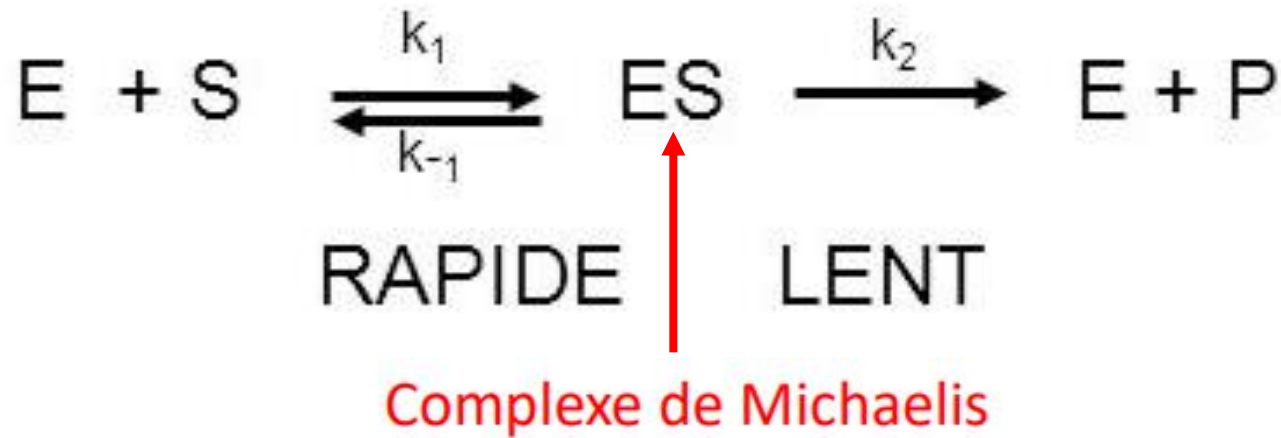 k₁ k₂
E + S ES E + P
k₋₁
RAPIDE LENT
Complexe de Michaelis